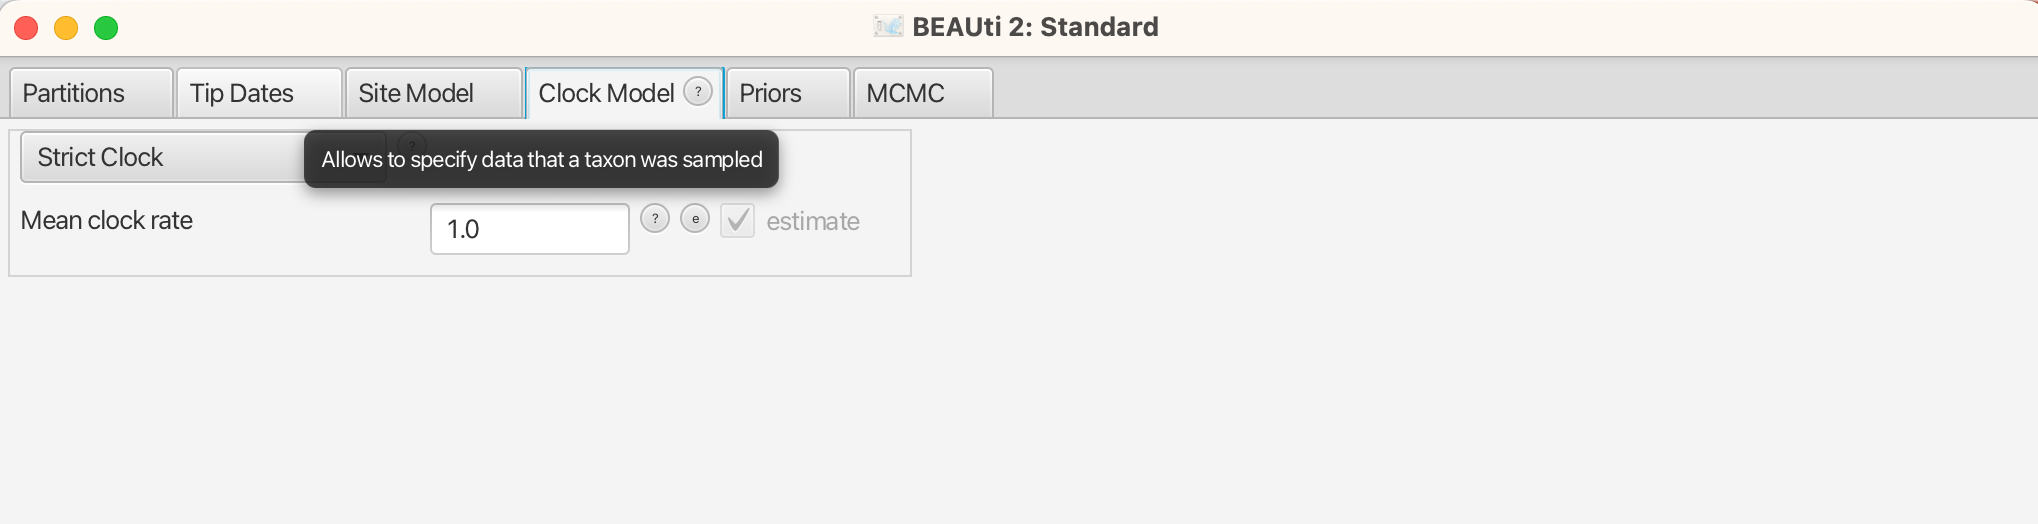 BEAUti 2: Standard
Partitions Tip Dates Site Model Clock Model ? Priors MCMC
Strict Clock ?
Allows to specify data that a taxon was sampled
Mean clock rate 1.0 ? e estimate